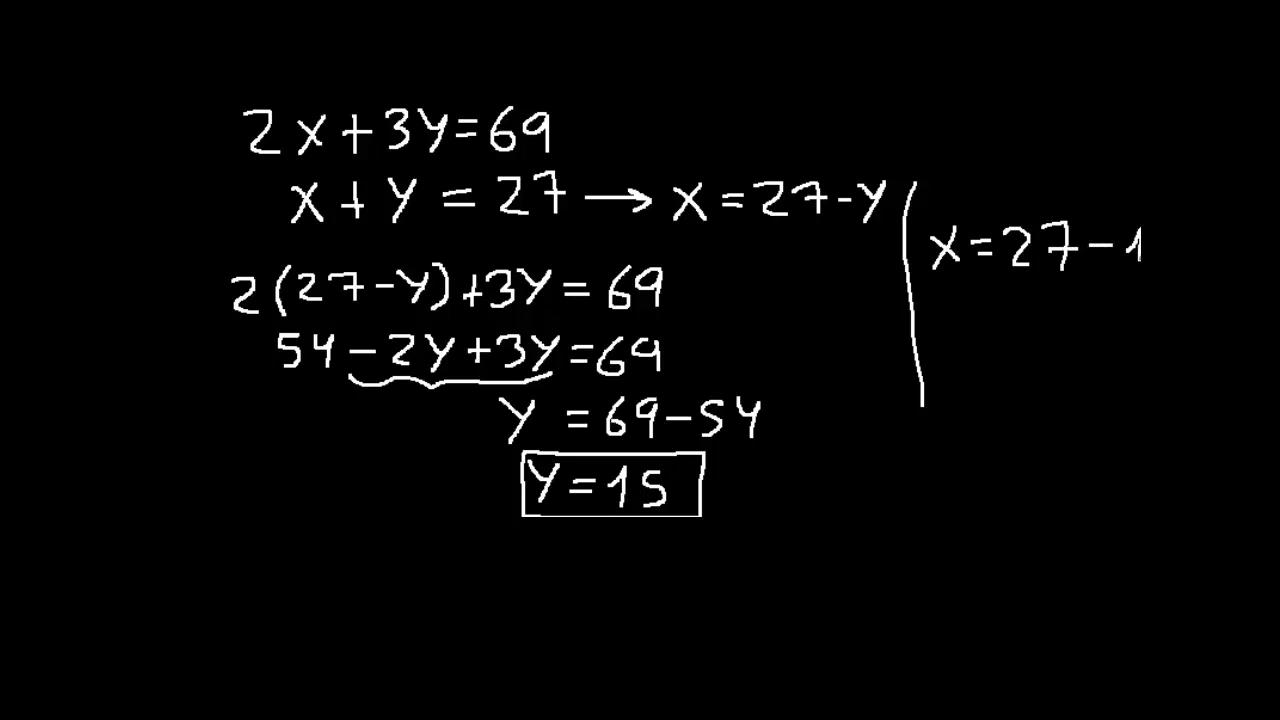 2x+3y=69
x+y=27→x=27-y
x=27-1
2(27-y)+3y=69
54-2y+3y=69
y=69-54
y=15